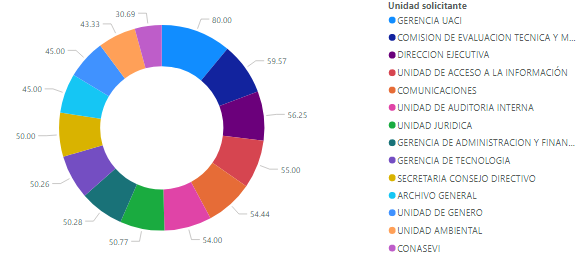 Unidad solicitante
GERENCIA UACI
COMISION DE EVALUACION TECNICA Y M...
DIRECCION EJECUTIVA
UNIDAD DE ACCESO A LA INFORMACIÓN
COMUNICACIONES
UNIDAD DE AUDITORIA INTERNA
UNIDAD JURIDICA
GERENCIA DE ADMINISTRACION Y FINAN...
GERENCIA DE TECNOLOGIA
SECRETARIA CONSEJO DIRECTIVO
ARCHIVO GENERAL
UNIDAD DE GENERO
UNIDAD AMBIENTAL
CONASEVI
80.00
59.57
56.25
55.00
54.44
54.00
50.77
50.28
50.26
50.00
45.00
45.00
43.33
30.69